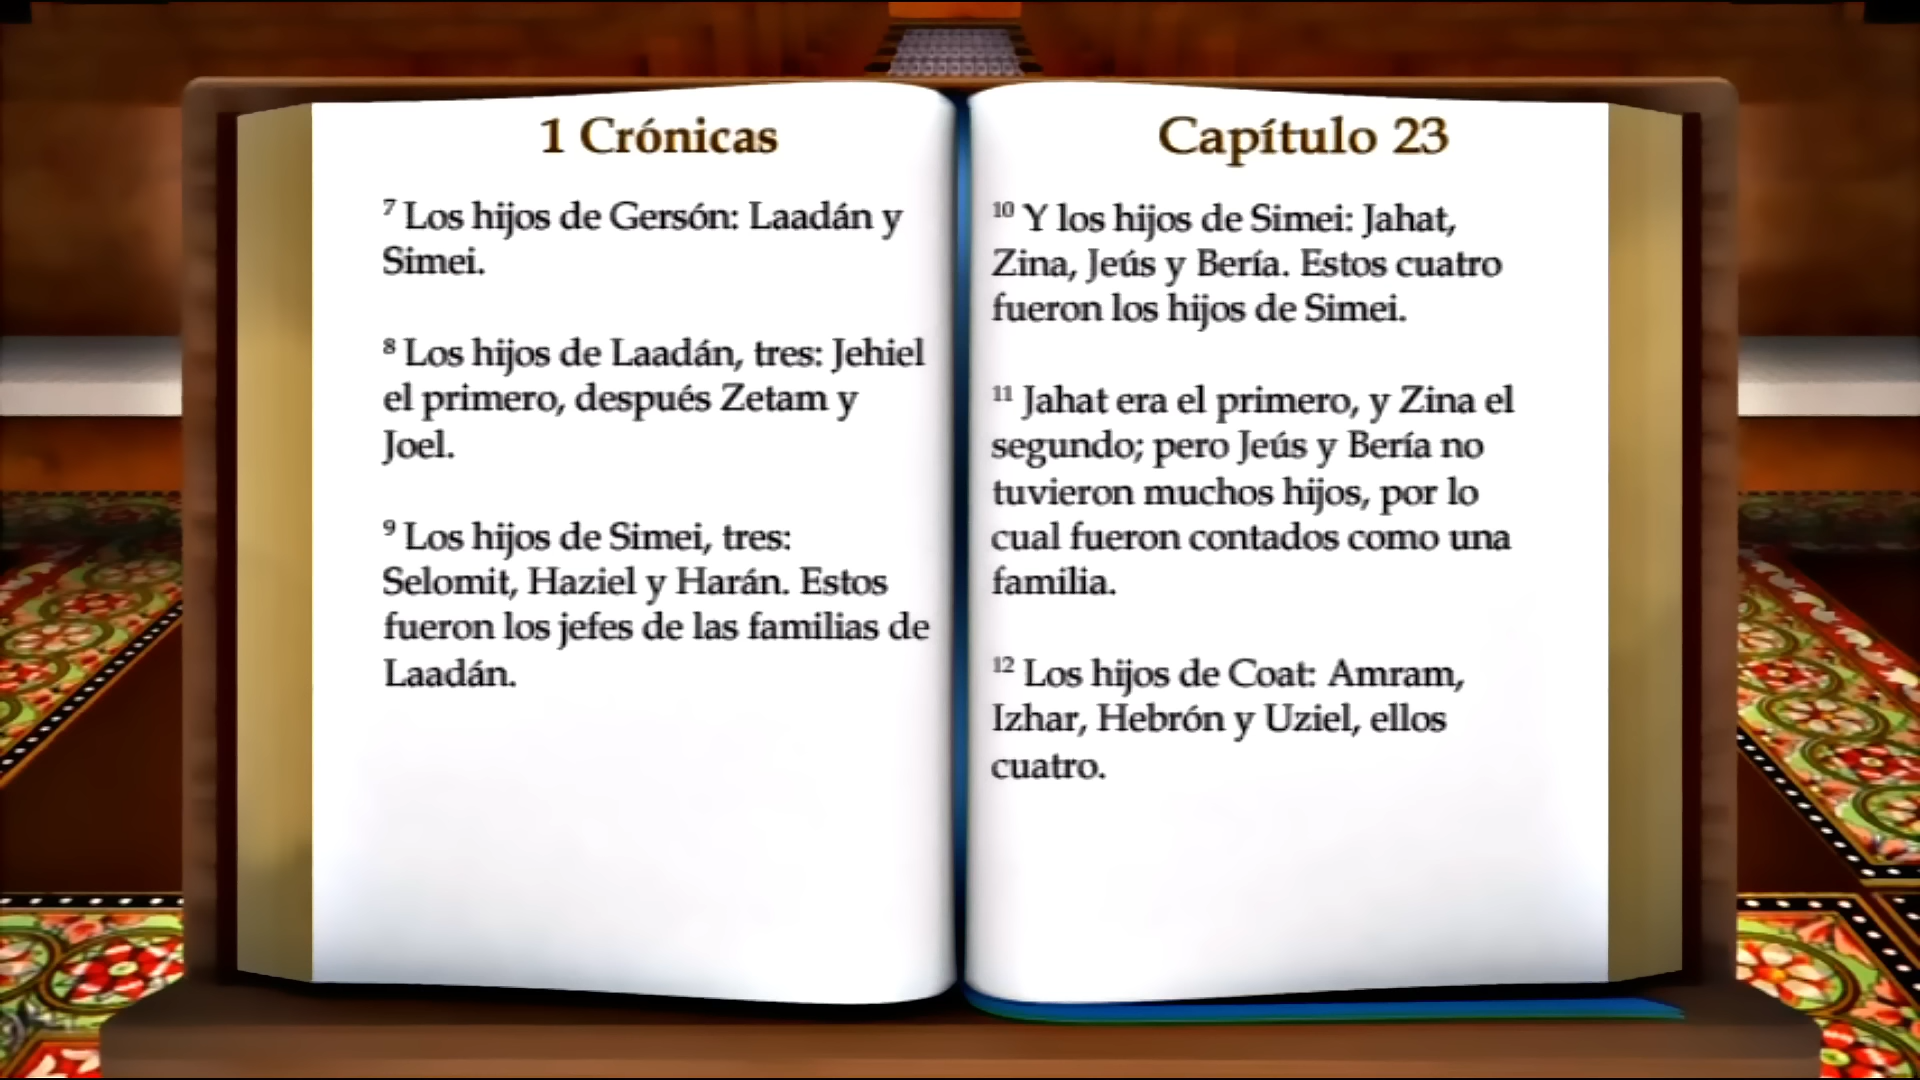 1 Crónicas
7 Los hijos de Gersón: Laadán y
Simei.
8 Los hijos de Laadán, tres: Jehiel
el primero, después Zetam y
Joel.
9 Los hijos de Simei, tres:
Selomit, Haziel y Harán. Estos
fueron los jefes de las familias de
Laadán.
Capítulo 23
10 Y los hijos de Simei: Jahat,
Zina, Jeús y Bería. Estos cuatro
fueron los hijos de Simei.
11 Jahat era el primero, y Zina el
segundo; pero Jeús y Bería no
tuvieron muchos hijos, por lo
cual fueron contados como una
familia.
12 Los hijos de Coat: Amram,
Izhar, Hebrón y Uziel, ellos
cuatro.